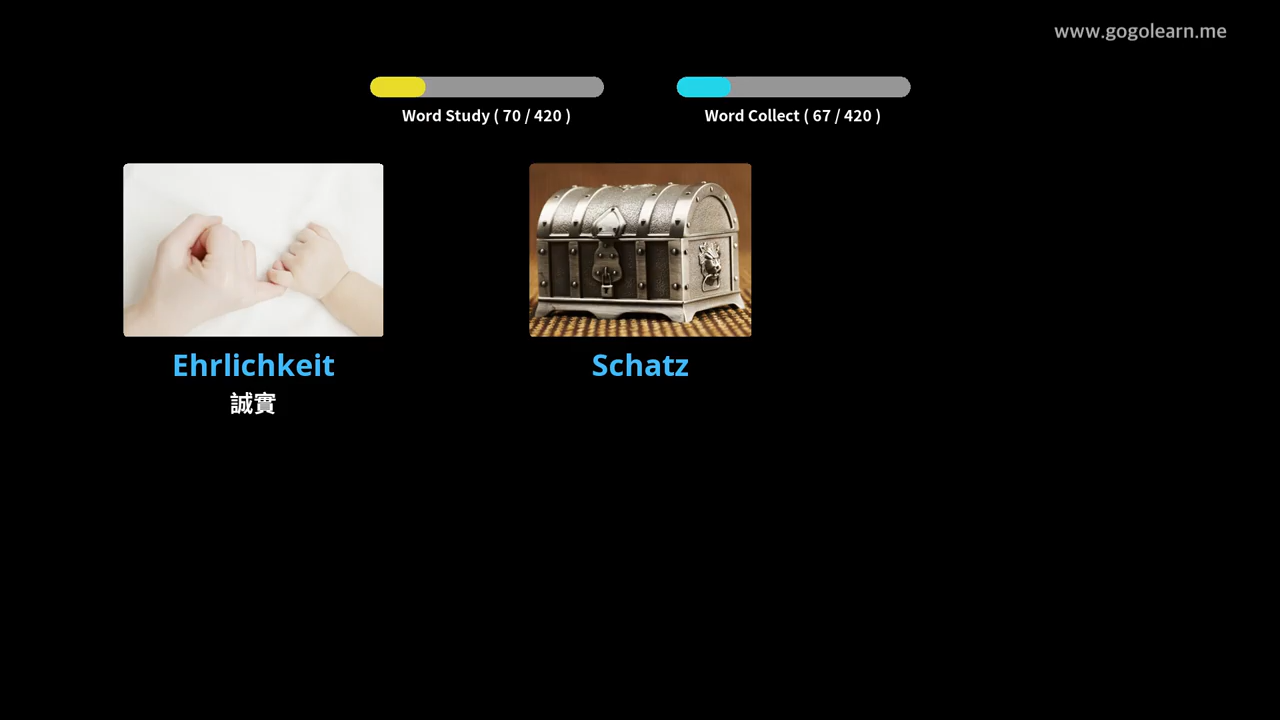 www.gogolearn.me
Word Study ( 70 / 420 )
Word Collect ( 67 / 420 )
Ehrlichkeit
誠實
Schatz